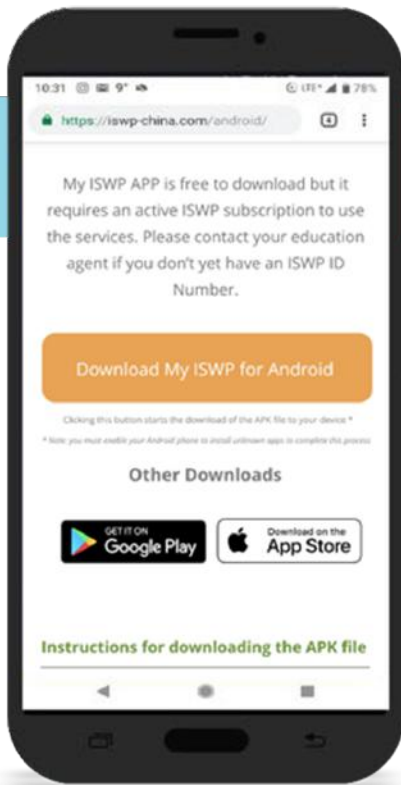 10:31 9°
78%
https://iswp-china.com/android/ 4
My ISWP APP is free to download but it
requires an active ISWP subscription to use
the services. Please contact your education
agent if you don't yet have an ISWP ID
Number.
Download My ISWP for Android
Clicking this button starts the download of the APK file to your device *
* Note: you must enable your Android phone to install unknown apps to complete this process
Other Downloads
GET IT ON
Google Play
Download on the
App Store
Instructions for downloading the APK file